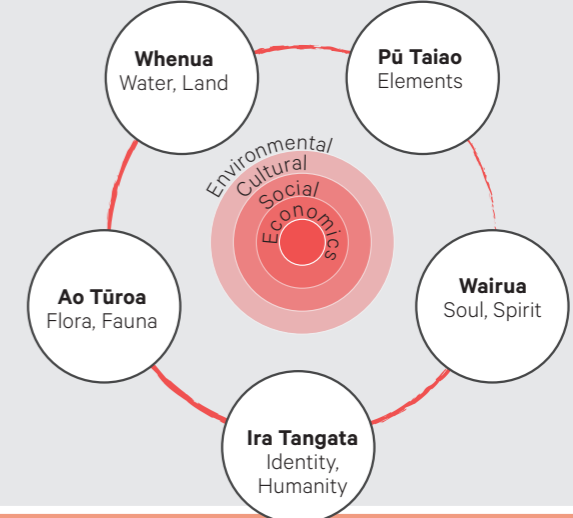 Whenua
Water, Land
Pū Taiao
Elements
Environmental
Cultural
Social
Economics
Ao Tūroa
Flora, Fauna
Wairua
Soul, Spirit
Ira Tangata
Identity,
Humanity